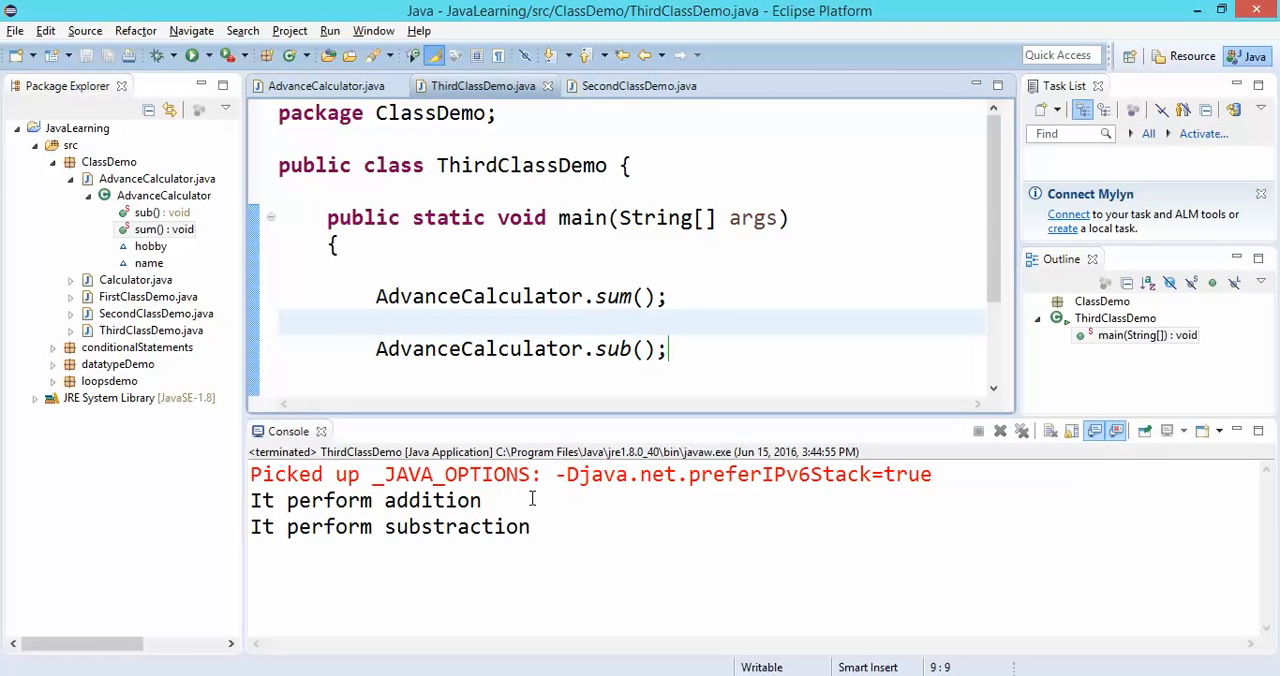 Java - JavaLearning/src/ClassDemo/ThirdClassDemo.java - Eclipse Platform
File Edit Source Refactor Navigate Search Project Run Window Help
Quick Access Resource Java
Package Explorer
JavaLearning
src
ClassDemo
AdvanceCalculator.java
AdvanceCalculator
sub() : void
sum() : void
hobby
name
Calculator.java
FirstClassDemo.java
SecondClassDemo.java
ThirdClassDemo.java
conditionalStatements
datatypeDemo
loopsdemo
JRE System Library [JavaSE-1.8]
AdvanceCalculator.java ThirdClassDemo.java SecondClassDemo.java
package ClassDemo;
public class ThirdClassDemo {
public static void main(String[] args)
{
AdvanceCalculator.sum();
AdvanceCalculator.sub();
Task List
Find All Activate...
Connect Mylyn
Connect to your task and ALM tools or
create a local task.
Outline
ClassDemo
ThirdClassDemo
main(String[]) : void
Console
<terminated> ThirdClassDemo [Java Application] C:\Program Files\Java\jre1.8.0_40\bin\javaw.exe (Jun 15, 2016, 3:44:55 PM)
Picked up _JAVA_OPTIONS: -Djava.net.preferIPv6Stack=true
It perform addition
It perform substraction
Writable Smart Insert 9 : 9